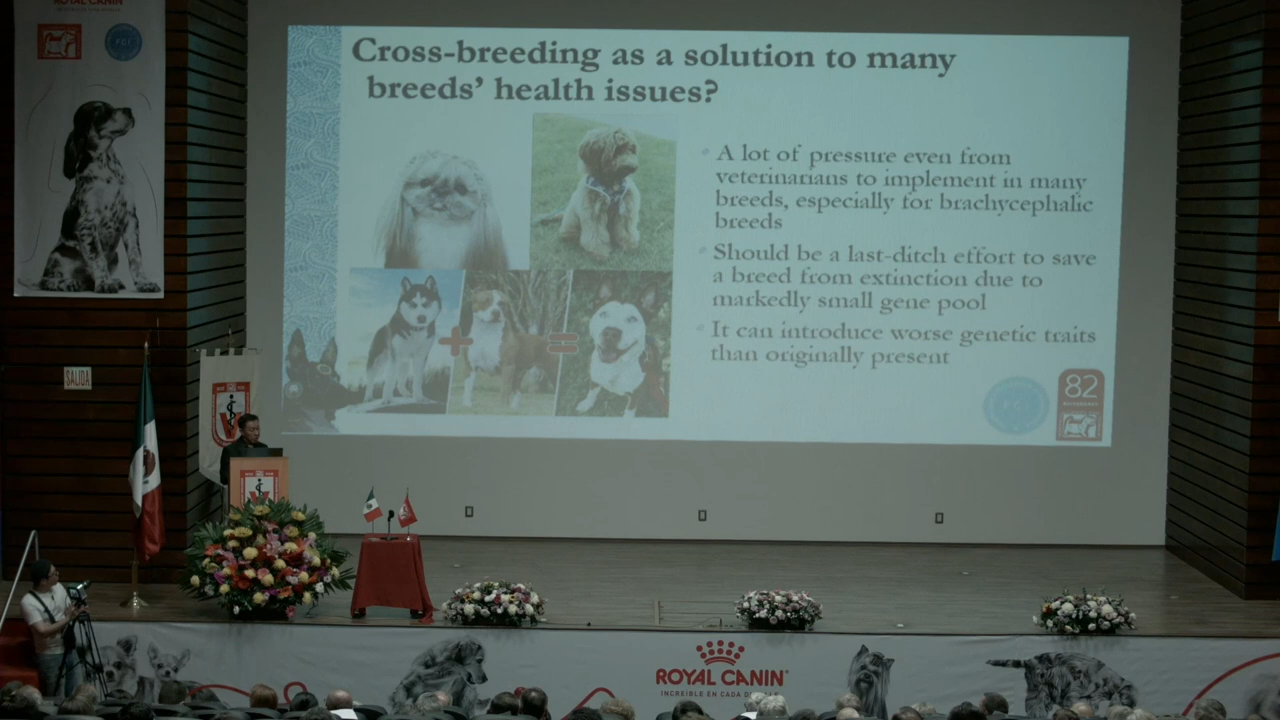 ROYAL CANIN
FCI
Cross-breeding as a solution to many
breeds' health issues?
A lot of pressure even from
veterinarians to implement in many
breeds, especially for brachycephalic
breeds
Should be a last-ditch effort to save
a breed from extinction due to
markedly small gene pool
It can introduce worse genetic traits
than originally present
FCI
82
SALIDA
ROYAL CANIN
INCREÍBLE EN CADA